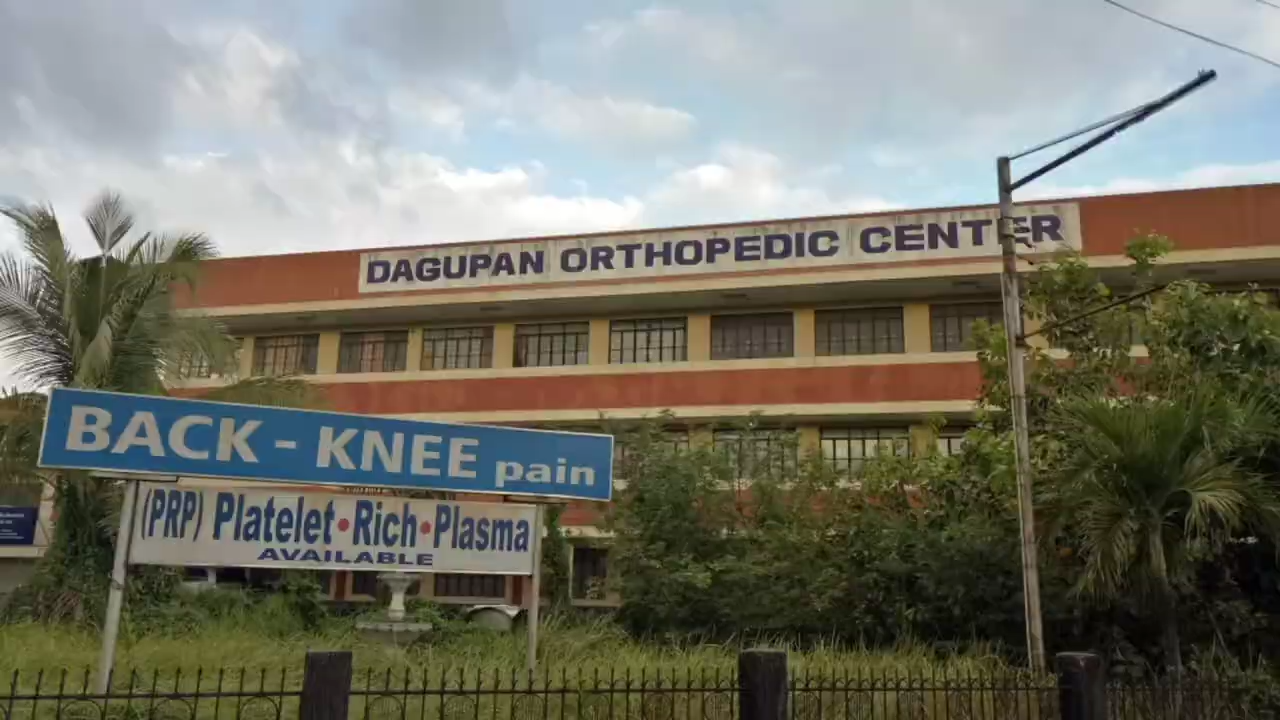 DAGUPAN ORTHOPEDIC CENTER
BACK - KNEE pain
(PRP) Platelet•Rich•Plasma
AVAILABLE